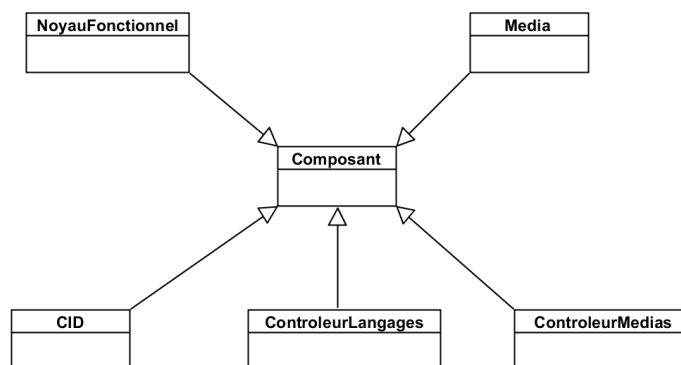 NoyauFonctionnel
Media
Composant
CID
ControleurLangages
ControleurMedias